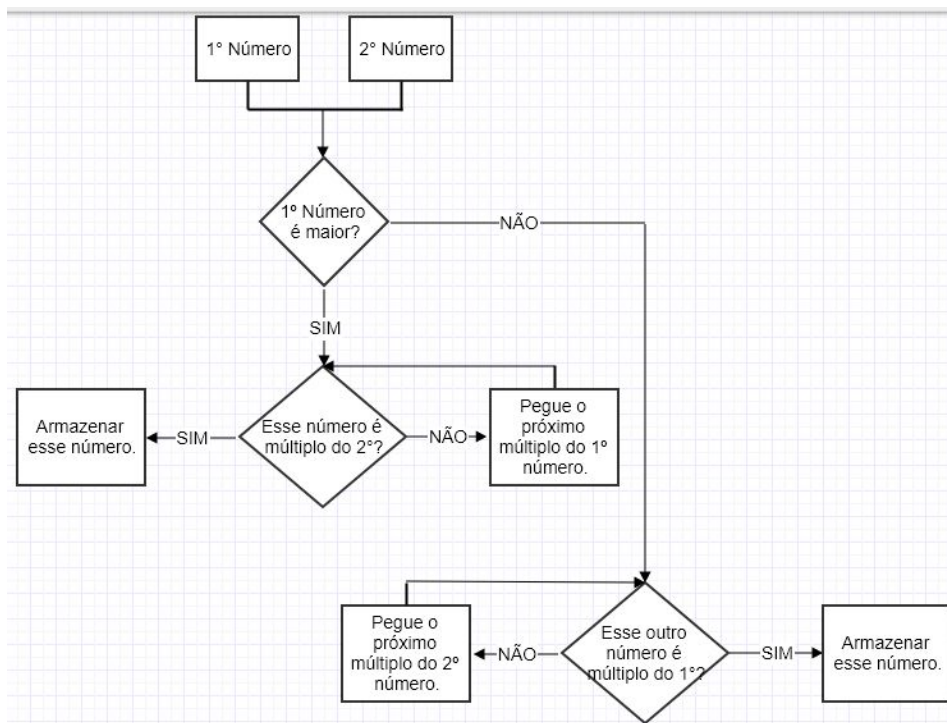 1° Número
2° Número
1º Número
é maior?
NÃO
SIM
Armazenar
esse número.
SIM
Esse número é
múltiplo do 2°?
NÃO
Pegue o
próximo
múltiplo do 1º
número.
Pegue o
próximo
múltiplo do 2º
número.
NÃO
Esse outro
número é
múltiplo do 1°?
SIM
Armazenar
esse número.